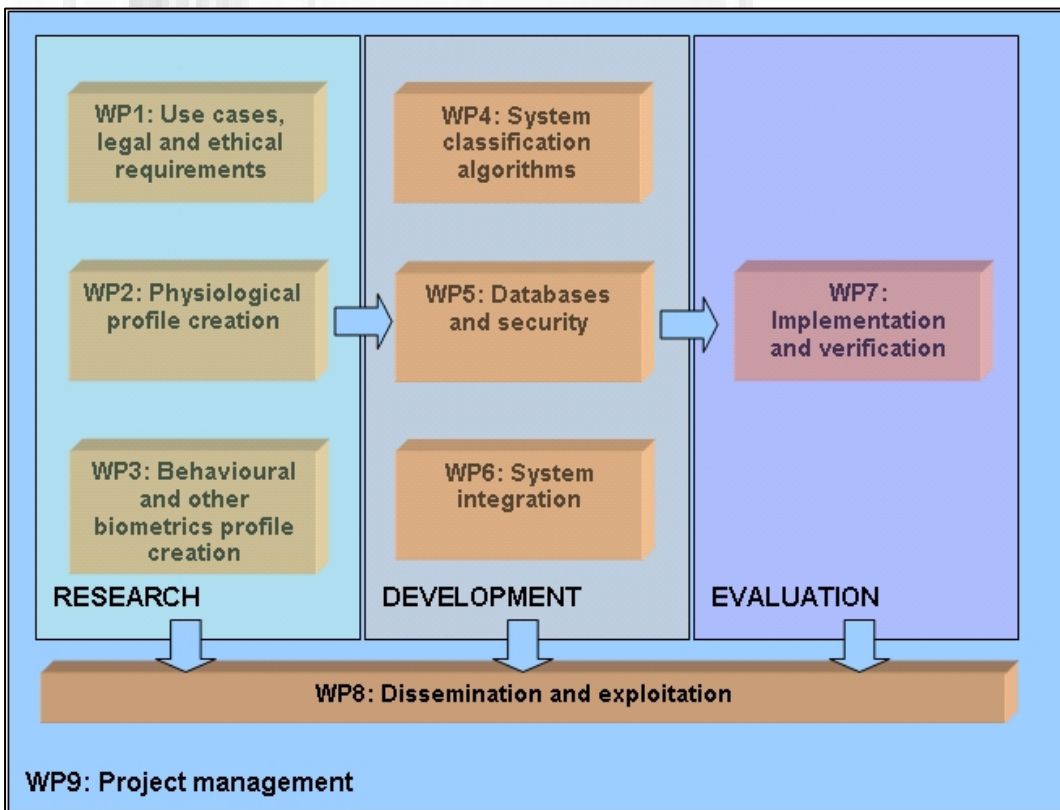 WP1: Use cases,
legal and ethical
requirements
WP2: Physiological
profile creation
WP3: Behavioural
and other
biometrics profile
creation
RESEARCH
WP4: System
classification
algorithms
WP5: Databases
and security
WP6: System
integration
DEVELOPMENT
WP7:
Implementation
and verification
EVALUATION
WP8: Dissemination and exploitation
WP9: Project management